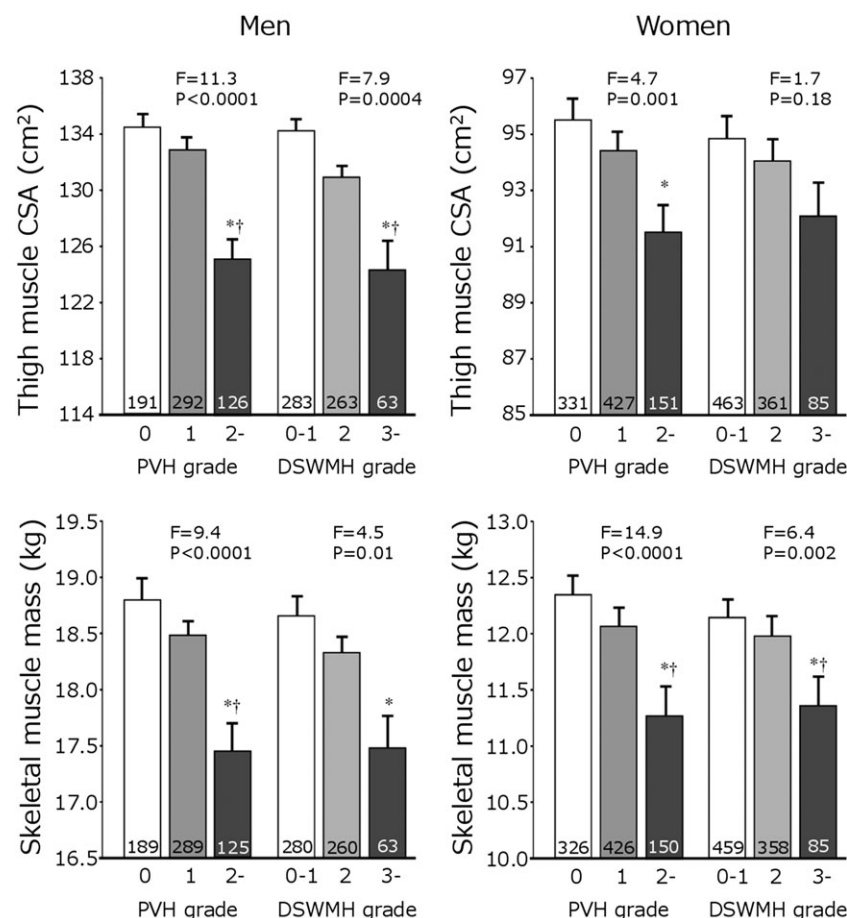 Men
Women
Thigh muscle CSA (cm²)
138
134
130
126
122
118
114
F=11.3
P<0.0001
F=7.9
P=0.0004
*†
*†
191 292 126 283 263 63
0 1 2- 0-1 2 3-
PVH grade DSWMH grade
Thigh muscle CSA (cm²)
97
95
93
91
89
87
85
F=4.7
P=0.001
F=1.7
P=0.18
*
331 427 151 463 361 85
0 1 2- 0-1 2 3-
PVH grade DSWMH grade
Skeletal muscle mass (kg)
19.5
19.0
18.5
18.0
17.5
17.0
16.5
F=9.4
P<0.0001
F=4.5
P=0.01
*†
*
189 289 125 280 260 63
0 1 2- 0-1 2 3-
PVH grade DSWMH grade
Skeletal muscle mass (kg)
13.0
12.5
12.0
11.5
11.0
10.5
10.0
F=14.9
P<0.0001
F=6.4
P=0.002
*†
*†
326 426 150 459 358 85
0 1 2- 0-1 2 3-
PVH grade DSWMH grade